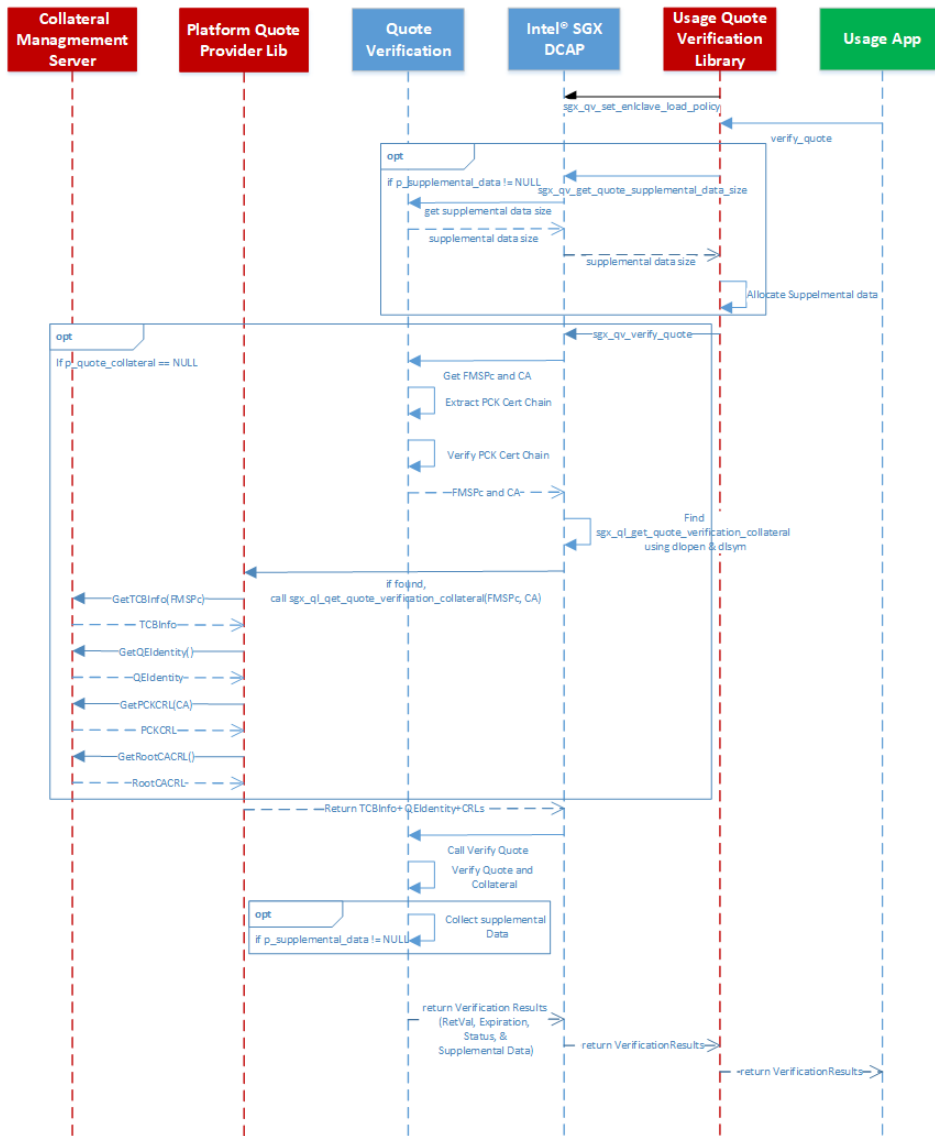 Collateral
Managmement
Server
Platform Quote
Provider Lib
Quote
Verification
Intel® SGX
DCAP
Usage Quote
Verification
Library
Usage App
sgx_qv_set_enlclave_load_policy
verify_quote
opt
if p_supplemental_data != NULL
sgx_qv_get_quote_supplemental_data_size
get supplemental data size
supplemental data size
supplemental data size
Allocate Suppelmental data
opt
sgx_qv_verify_quote
If p_quote_collateral == NULL
Get FMSPc and CA
Extract PCK Cert Chain
Verify PCK Cert Chain
FMSPc and CA
Find
sgx_ql_get_quote_verification_collateral
using dlopen & dlsym
if found,
call sgx_ql_qet_quote_verification_collateral(FMSPc, CA)
GetTCBInfo(FMSPc)
TCBInfo
GetQEIdentity()
QEIdentity
GetPCKCRL(CA)
PCKCRL
GetRootCACRL()
RootCACRL
Return TCBInfo+QEIdentity+CRLs
Call Verify Quote
Verify Quote and
Collateral
opt
Collect supplemental
Data
if p_supplemental_data != NULL
return Verification Results
(RetVal, Expiration,
Status, &
Supplemental Data)
return VerificationResults
return VerificationResults